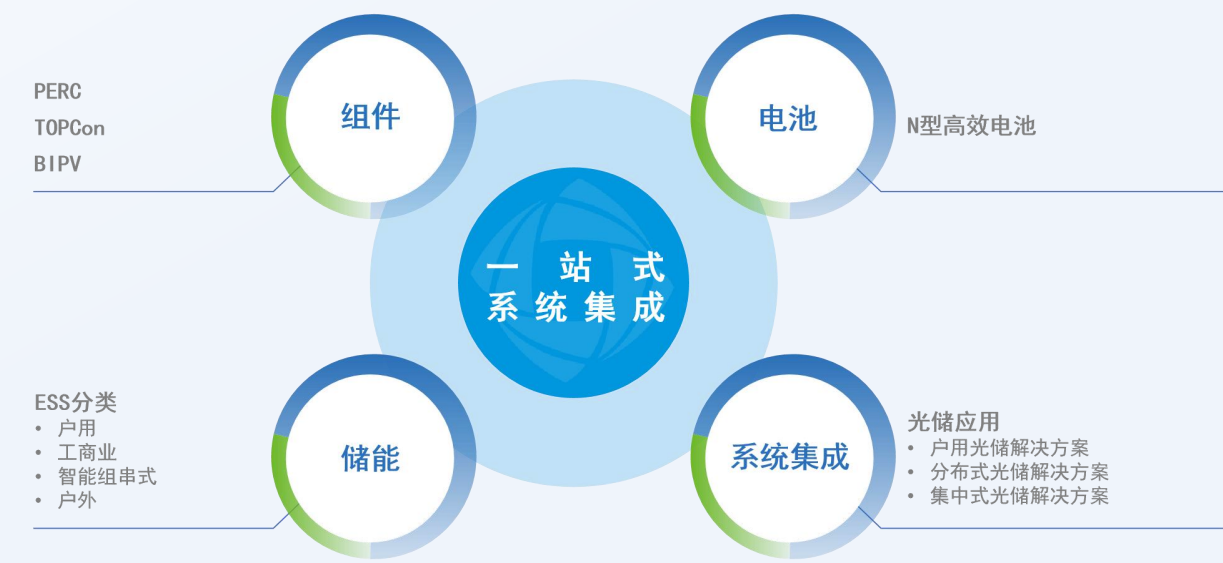 PERC
TOPCon
BIPV
组件
电池
N型高效电池
一站式
系统集成
ESS分类
• 户用
• 工商业
• 智能组串式
• 户外
储能
系统集成
光储应用
• 户用光储解决方案
• 分布式光储解决方案
• 集中式光储解决方案